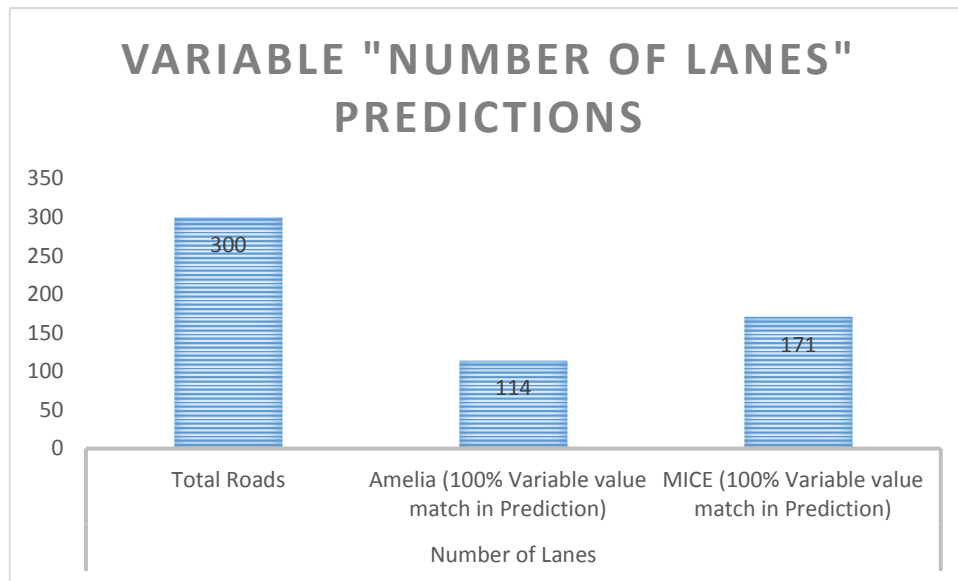 VARIABLE "NUMBER OF LANES"
PREDICTIONS
350
300
250
200
150
100
50
0
300
114
171
Total Roads
Amelia (100% Variable value
match in Prediction)
MICE (100% Variable value
match in Prediction)
Number of Lanes